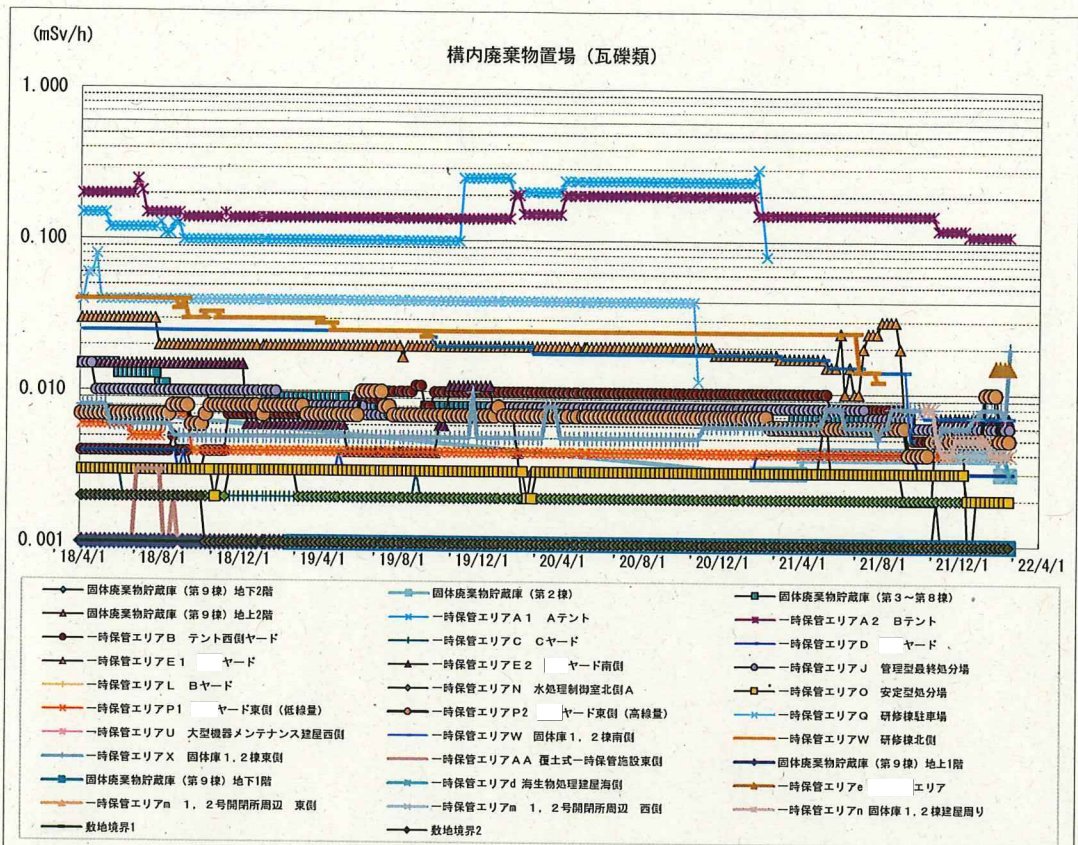 (mSv/h)
構内廃棄物置場（瓦礫類）
1.000
0.100
0.010
0.001
'18/4/1 '18/8/1 '18/12/1 '19/4/1 '19/8/1 '19/12/1 '20/4/1 '20/8/1 '20/12/1 '21/4/1 '21/8/1 '21/12/1 '22/4/1
固体廃棄物貯蔵庫（第９棟）地下2階 固体廃棄物貯蔵庫（第２棟） 固体廃棄物貯蔵庫（第３～第８棟）
固体廃棄物貯蔵庫（第９棟）地上2階 一時保管エリアＡ１ Ａテント 一時保管エリアＡ２ Ｂテント
一時保管エリアＢ テント西側ヤード 一時保管エリアＣ Ｃヤード 一時保管エリアＤ ヤード
一時保管エリアＥ１ ヤード 一時保管エリアＥ２ ヤード南側 一時保管エリアＪ 管理型最終処分場
一時保管エリアＬ Ｂヤード 一時保管エリアＮ 水処理制御室北側Ａ 一時保管エリアＯ 安定型処分場
一時保管エリアＰ１ ヤード東側（低線量） 一時保管エリアＰ２ ヤード東側（高線量） 一時保管エリアＱ 研修棟駐車場
一時保管エリアＵ 大型機器メンテナンス建屋西側 一時保管エリアＷ 固体庫１,２棟南側 一時保管エリアＷ 研修棟北側
一時保管エリアＸ 固体庫１,２棟東側 一時保管エリアＡＡ 覆土式一時保管施設東側 固体廃棄物貯蔵庫（第９棟）地上1階
固体廃棄物貯蔵庫（第９棟）地下1階 一時保管エリアｄ 海生物処理建屋海側 一時保管エリアｅ エリア
一時保管エリアｍ １，２号開閉所周辺 東側 一時保管エリアｍ １，２号開閉所周辺 西側 一時保管エリアｎ 固体庫１,２棟建屋周り
敷地境界1 敷地境界2